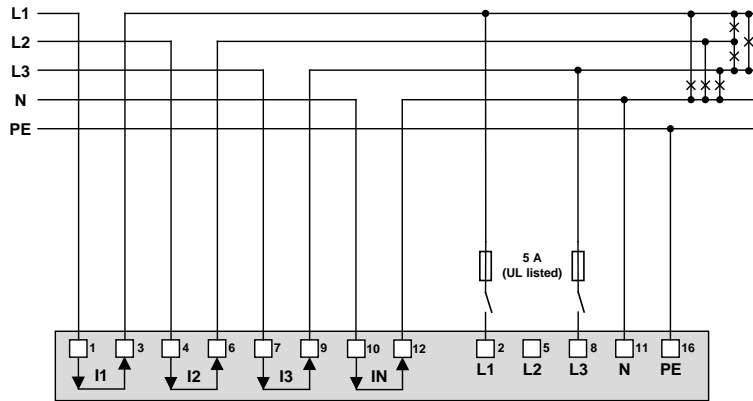 L1
L2
L3
N
PE
5 A
(UL listed)
1 3 4 6 7 9 10 12 2 5 8 11 16
I1 I2 I3 IN L1 L2 L3 N PE